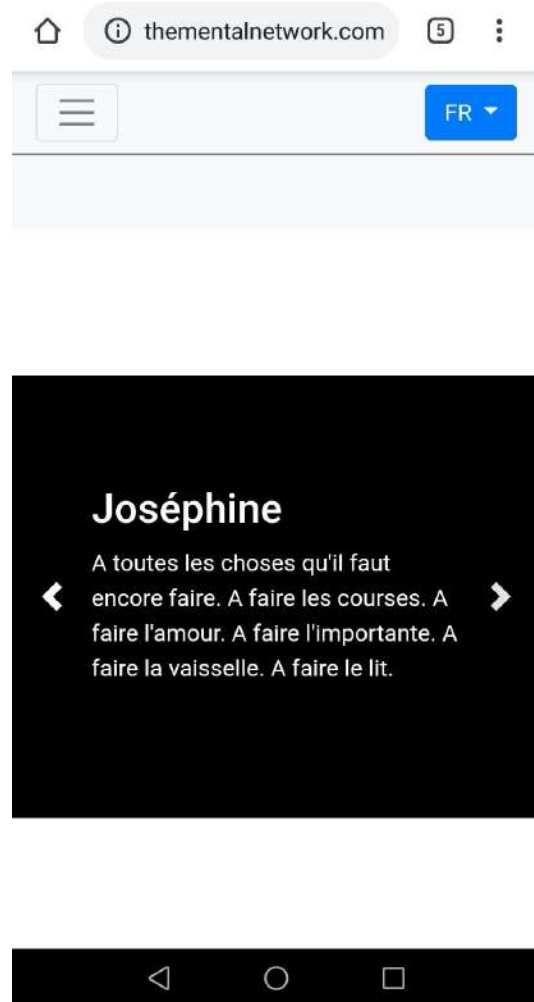 thementalnetwork.com
5
FR
Joséphine
A toutes les choses qu'il faut
encore faire. A faire les courses. A
faire l'amour. A faire l'importante. A
faire la vaisselle. A faire le lit.